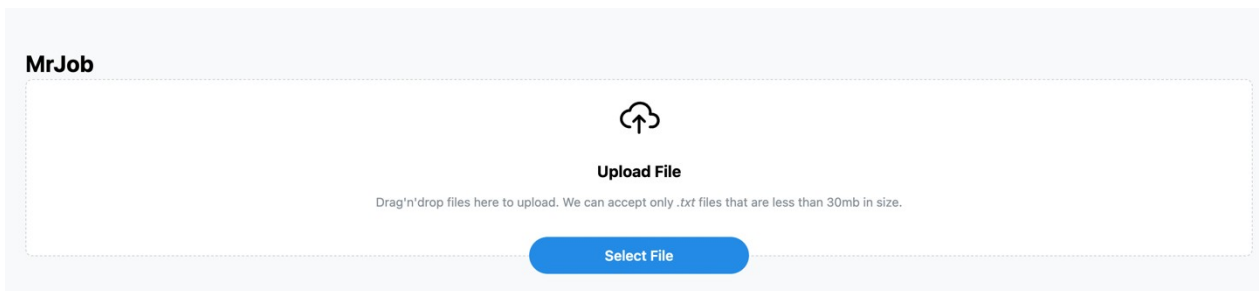 MrJob
Upload File
Drag'n'drop files here to upload. We can accept only .txt files that are less than 30mb in size.
Select File